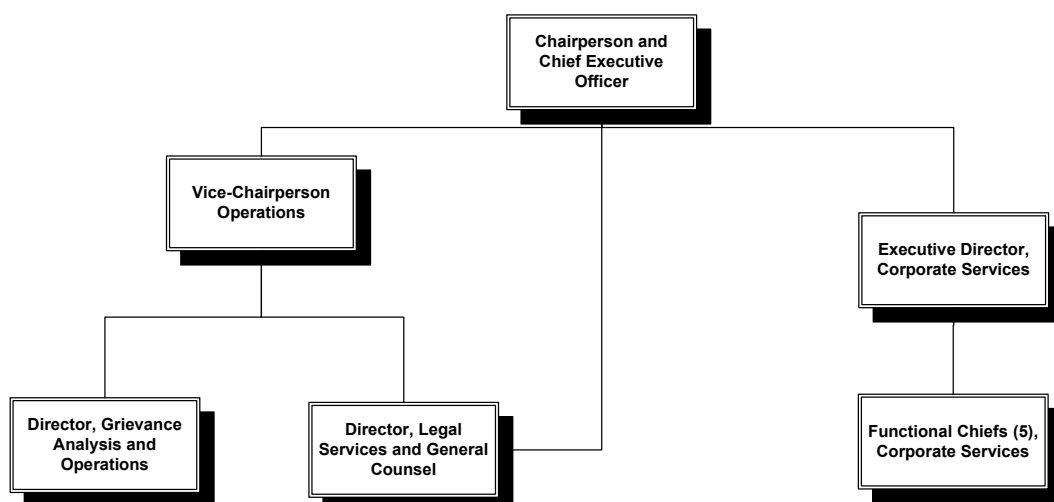 Chairperson and
Chief Executive
Officer
Vice-Chairperson
Operations
Executive Director,
Corporate Services
Director, Grievance
Analysis and
Operations
Director, Legal
Services and General
Counsel
Functional Chiefs (5),
Corporate Services